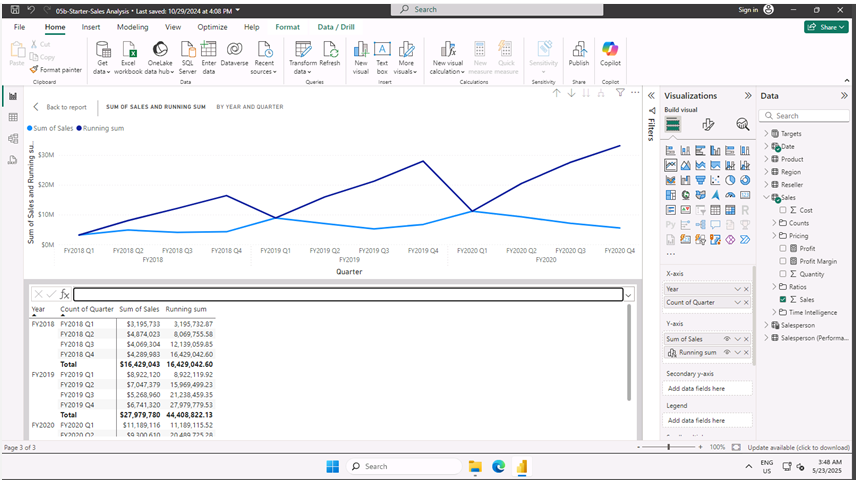 05b-Starter-Sales Analysis • Last saved: 10/29/2024 at 4:08 PM
Search
Sign in
File Home Insert Modeling View Optimize Help Format Data / Drill
Share
Paste
Cut
Copy
Format painter
Clipboard
Get data
Excel workbook
OneLake data hub
SQL Server
Enter data
Dataverse
Recent sources
Data
Transform data
Refresh
Queries
New visual
Text box
More visuals
Insert
New visual calculation
New measure
Quick measure
Calculations
Sensitivity
Sensitivity
Publish
Share
Copilot
Copilot
Back to report
SUM OF SALES AND RUNNING SUM BY YEAR AND QUARTER
Sum of Sales Running sum
Sum of Sales and Running su...
$30M
$20M
$10M
$0M
FY2018 Q1 FY2018 Q2 FY2018 Q3 FY2018 Q4 FY2019 Q1 FY2019 Q2 FY2019 Q3 FY2019 Q4 FY2020 Q1 FY2020 Q2 FY2020 Q3 FY2020 Q4
FY2018 FY2019 FY2020
Quarter
Year Count of Quarter Sum of Sales Running sum
FY2018 FY2018 Q1 $3,195,733 3,195,732.87
FY2018 Q2 $4,874,023 8,069,755.58
FY2018 Q3 $4,069,304 12,139,059.85
FY2018 Q4 $4,289,983 16,429,042.60
Total $16,429,043 16,429,042.60
FY2019 FY2019 Q1 $8,922,120 8,922,119.92
FY2019 Q2 $7,047,379 15,969,499.23
FY2019 Q3 $5,268,960 21,238,459.35
FY2019 Q4 $6,741,320 27,979,779.53
Total $27,979,780 44,408,822.13
FY2020 FY2020 Q1 $11,189,116 11,189,115.52
FY2020 Q2 $9,300,610 20,489,725.28
Filters
Visualizations
Build visual
X-axis
Year
Count of Quarter
Y-axis
Sum of Sales
Running sum
Secondary y-axis
Add data fields here
Legend
Add data fields here
Data
Search
Targets
Date
Product
Region
Reseller
Sales
Cost
Counts
Pricing
Profit
Profit Margin
Quantity
Ratios
Sales
Time Intelligence
Salesperson
Salesperson (Performa...
Page 3 of 3
100%
Update available (click to download)
Search
ENG
US
3:48 AM
5/23/2025